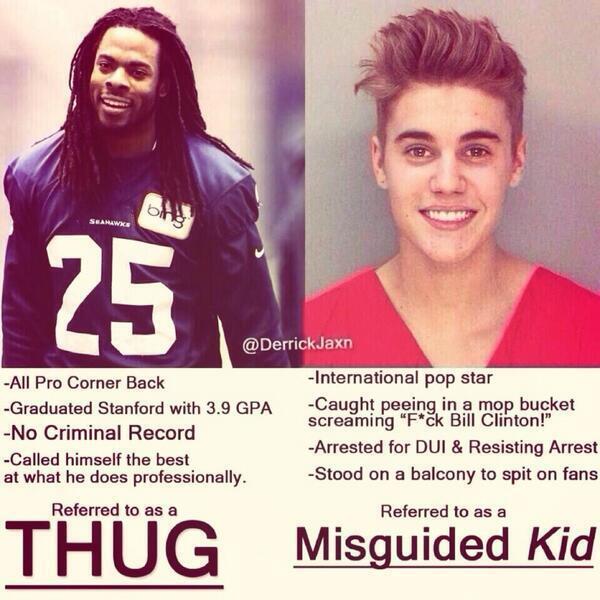 bing
SEAHAWKS
25
@DerrickJaxn
-All Pro Corner Back
-Graduated Stanford with 3.9 GPA
-No Criminal Record
-Called himself the best
at what he does professionally.
Referred to as a
THUG
-International pop star
-Caught peeing in a mop bucket
screaming “F*ck Bill Clinton!”
-Arrested for DUI & Resisting Arrest
-Stood on a balcony to spit on fans
Referred to as a
Misguided Kid